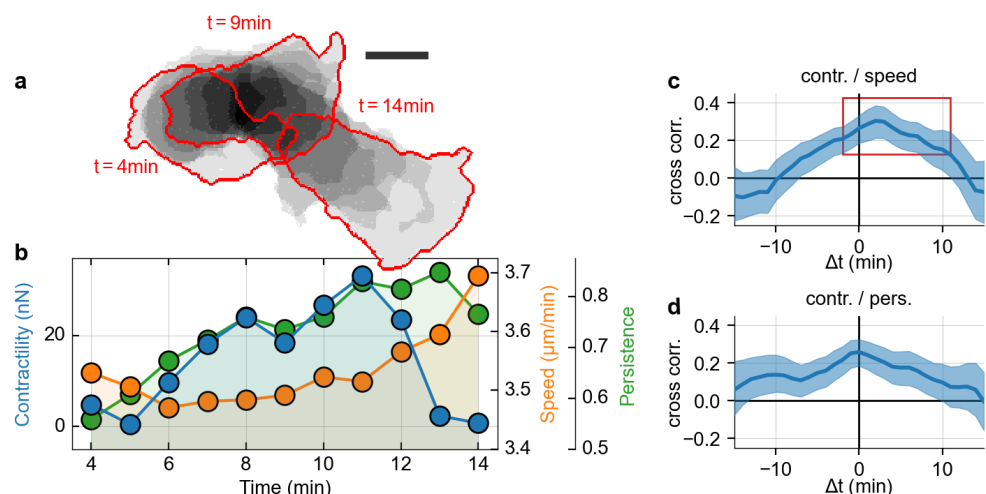 a
t = 9min
t = 14min
t = 4min
b
Contractility (nN)
20
0
4 6 8 10 12 14
Time (min)
3.7
3.6
3.5
3.4
Speed (µm/min)
0.8
0.7
0.6
0.5
Persistence
c
contr. / speed
cross corr.
0.4
0.2
0.0
−0.2
−10 0 10
Δt (min)
d
contr. / pers.
cross corr.
0.4
0.2
0.0
−0.2
−10 0 10
Δt (min)